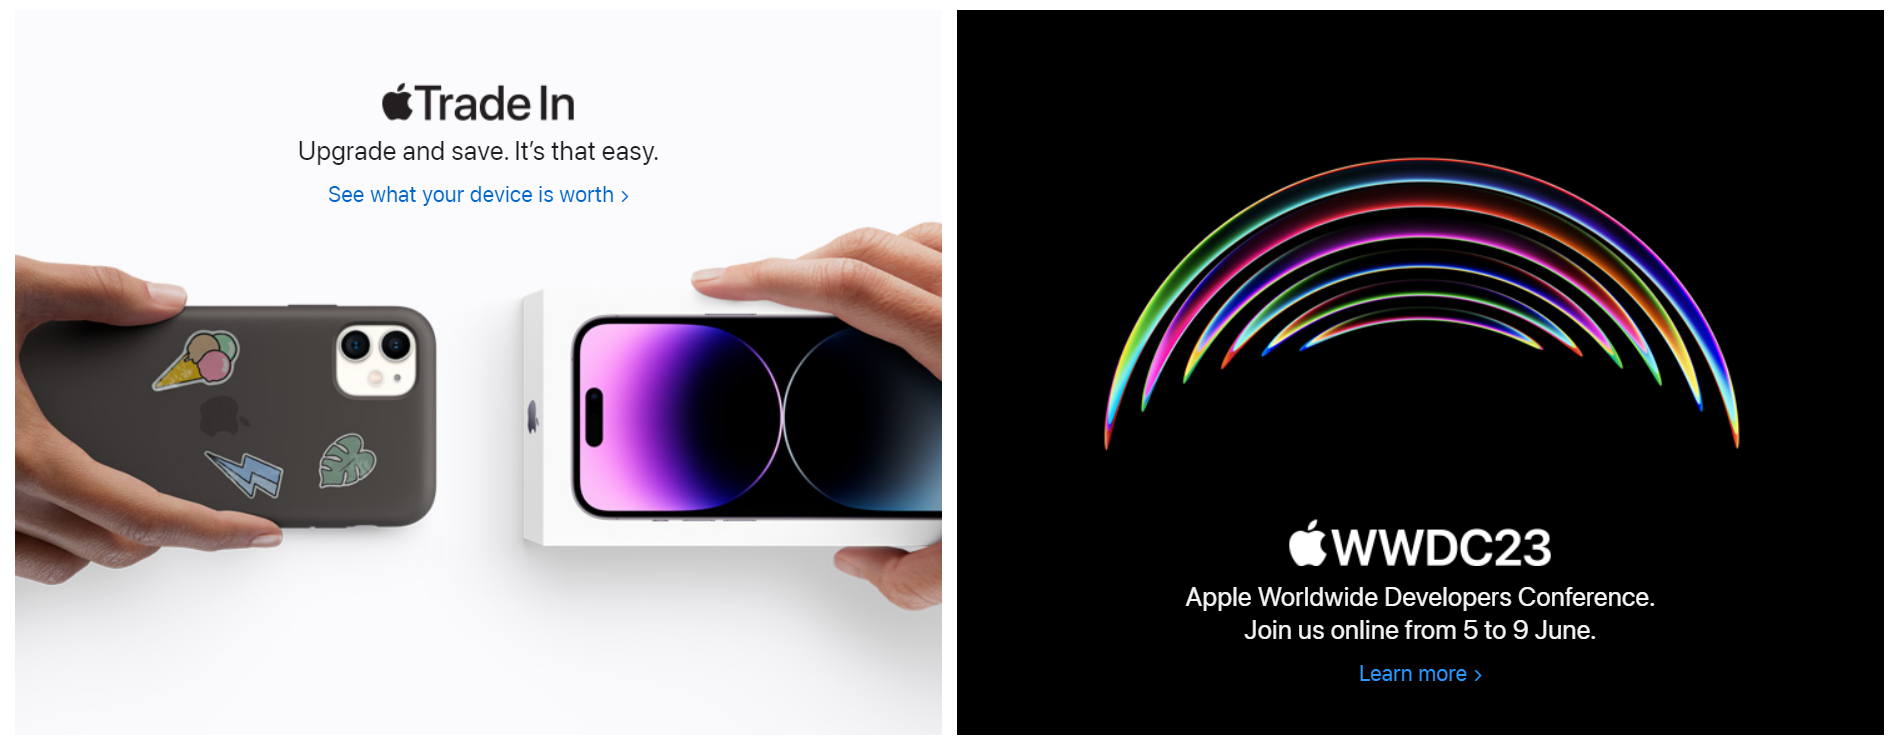 Trade In
Upgrade and save. It’s that easy.
See what your device is worth >
WWDC23
Apple Worldwide Developers Conference.
Join us online from 5 to 9 June.
Learn more >